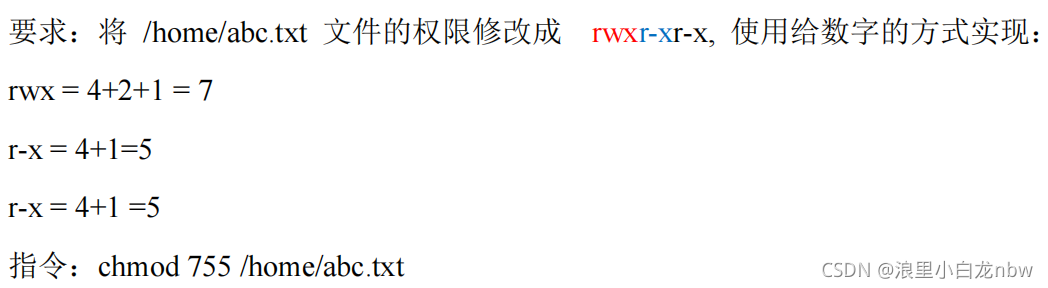 要求：将 /home/abc.txt 文件的权限修改成 rwxr-xr-x, 使用给数字的方式实现：
rwx = 4+2+1 = 7
r-x = 4+1=5
r-x = 4+1 =5
指令：chmod 755 /home/abc.txt
CSDN @浪里小白龙nbw